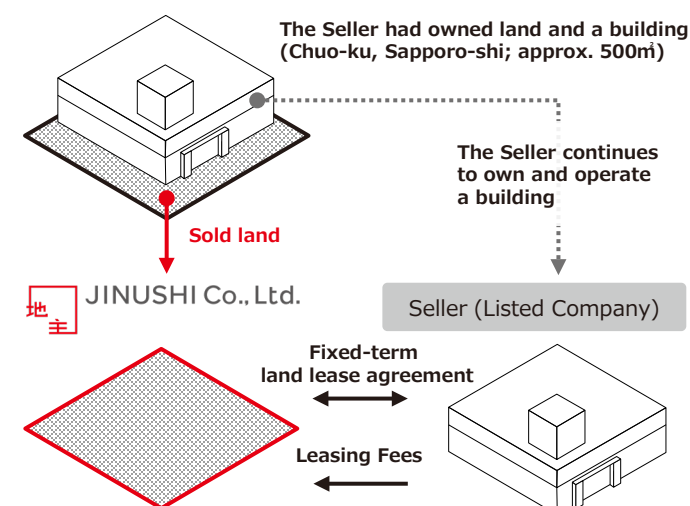 The Seller had owned land and a building
(Chuo-ku, Sapporo-shi; approx. 500㎡)
The Seller continues
to own and operate
a building
Sold land
地主
JINUSHI Co., Ltd.
Seller (Listed Company)
Fixed-term
land lease agreement
Leasing Fees